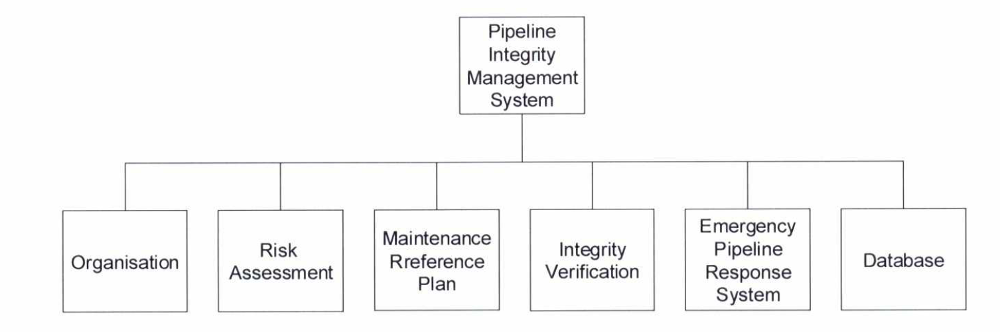 Pipeline
Integrity
Management
System
Organisation
Risk
Assessment
Maintenance
Rreference
Plan
Integrity
Verification
Emergency
Pipeline
Response
System
Database